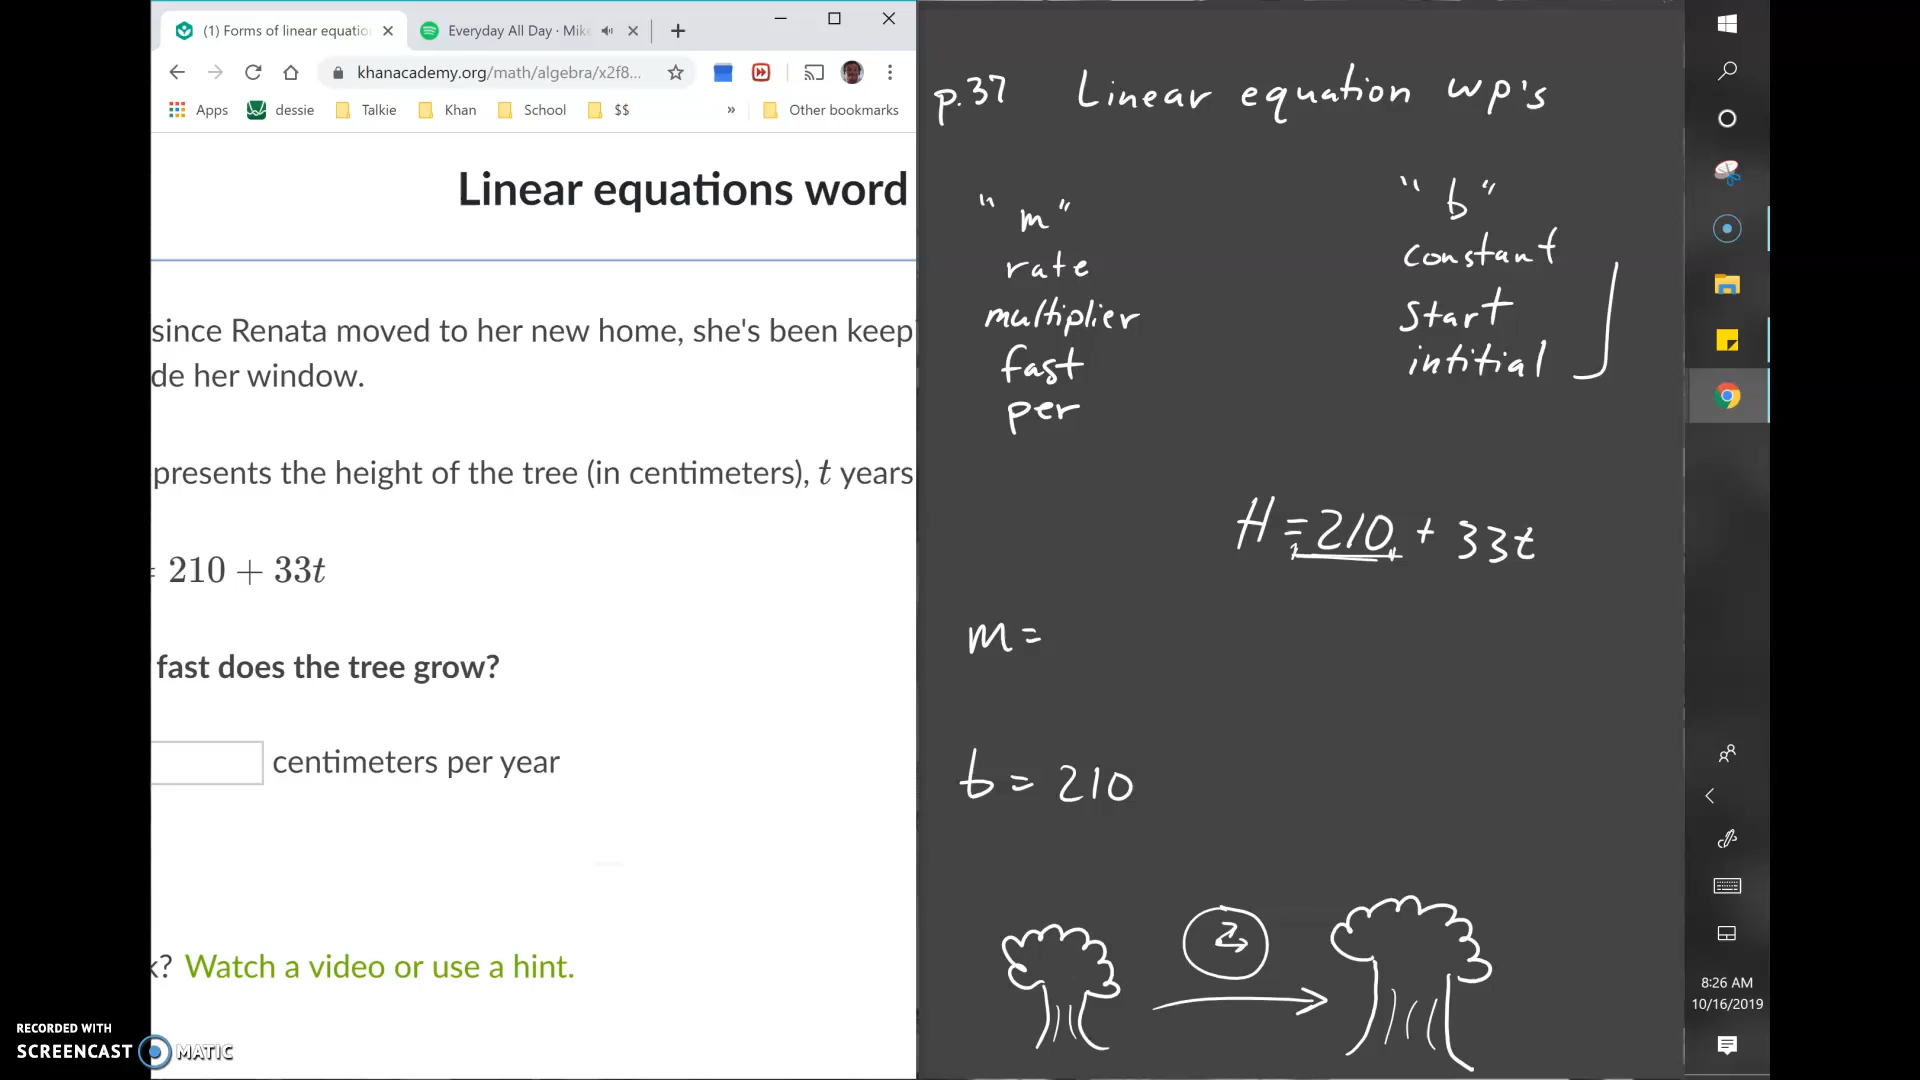 (1) Forms of linear equatio
Everyday All Day · Mik
khanacademy.org/math/algebra/x2f8...
Apps dessie Talkie Khan School $$ » Other bookmarks
Linear equations word
since Renata moved to her new home, she's been keep
de her window.
presents the height of the tree (in centimeters), t years
= 210 + 33t
fast does the tree grow?
centimeters per year
k? Watch a video or use a hint.
p.37 Linear equation wp's
"m"
rate
multiplier
fast
per
"b"
constant
start
intitial
H = 210 + 33t
m =
b = 210
8:26 AM
10/16/2019
RECORDED WITH
SCREENCAST MATIC